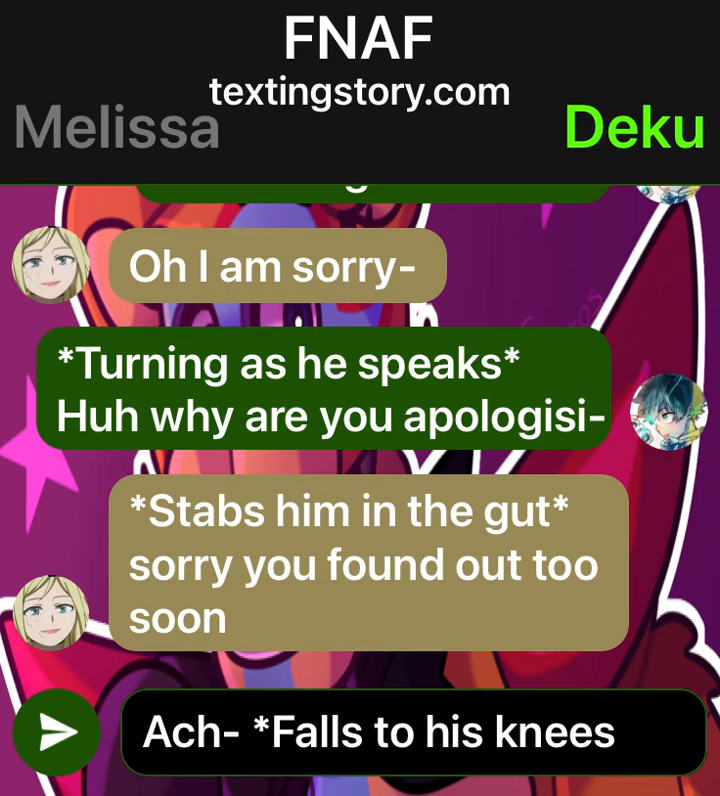 FNAF
textingstory.com
Melissa
Deku
Oh I am sorry-
*Turning as he speaks*
Huh why are you apologisi-
*Stabs him in the gut*
sorry you found out too
soon
Ach- *Falls to his knees